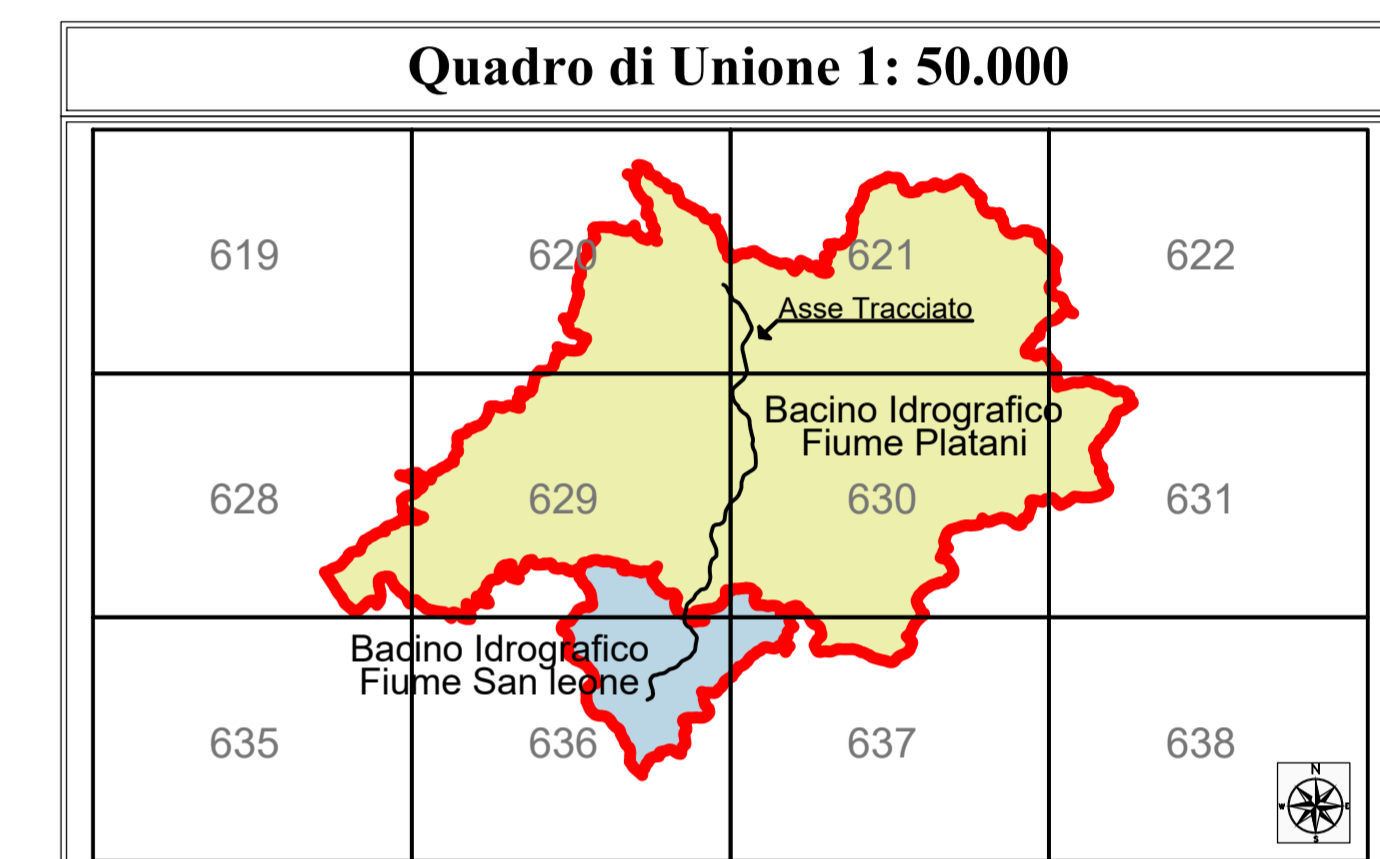 Quadro di Unione 1: 50.000
619
620
621
622
Asse Tracciato
Bacino Idrografico
Fiume Platani
628
629
630
631
Bacino Idrografico
Fiume San leone
635
636
637
638
N
W
E
S